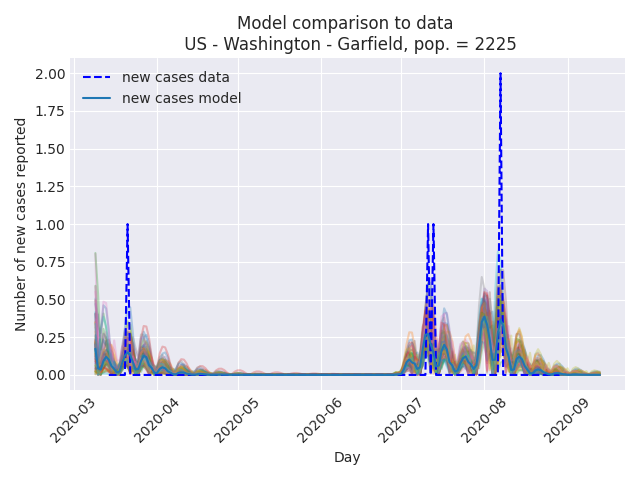 Model comparison to data
US - Washington - Garfield, pop. = 2225
new cases data
new cases model
Number of new cases reported
2.00
1.75
1.50
1.25
1.00
0.75
0.50
0.25
0.00
2020-03
2020-04
2020-05
2020-06
2020-07
2020-08
2020-09
Day